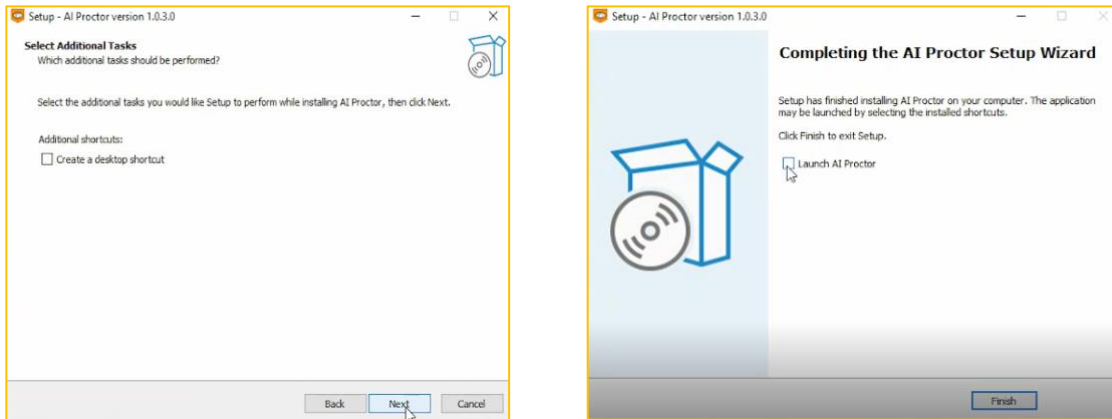 Setup - AI Proctor version 1.0.3.0
Select Additional Tasks
Which additional tasks should be performed?
Select the additional tasks you would like Setup to perform while installing AI Proctor, then click Next.
Additional shortcuts:
Create a desktop shortcut
Back Next Cancel
Setup - AI Proctor version 1.0.3.0
Completing the AI Proctor Setup Wizard
Setup has finished installing AI Proctor on your computer. The application
may be launched by selecting the installed shortcuts.
Click Finish to exit Setup.
Launch AI Proctor
Finish